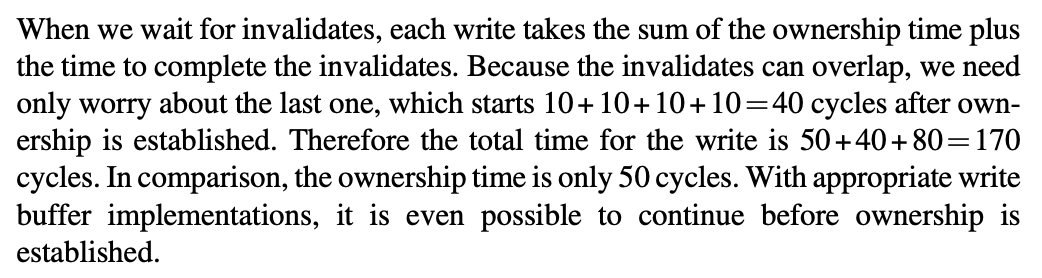 When we wait for invalidates, each write takes the sum of the ownership time plus
the time to complete the invalidates. Because the invalidates can overlap, we need
only worry about the last one, which starts 10+10+10+10=40 cycles after own-
ership is established. Therefore the total time for the write is 50+40+80=170
cycles. In comparison, the ownership time is only 50 cycles. With appropriate write
buffer implementations, it is even possible to continue before ownership is
established.